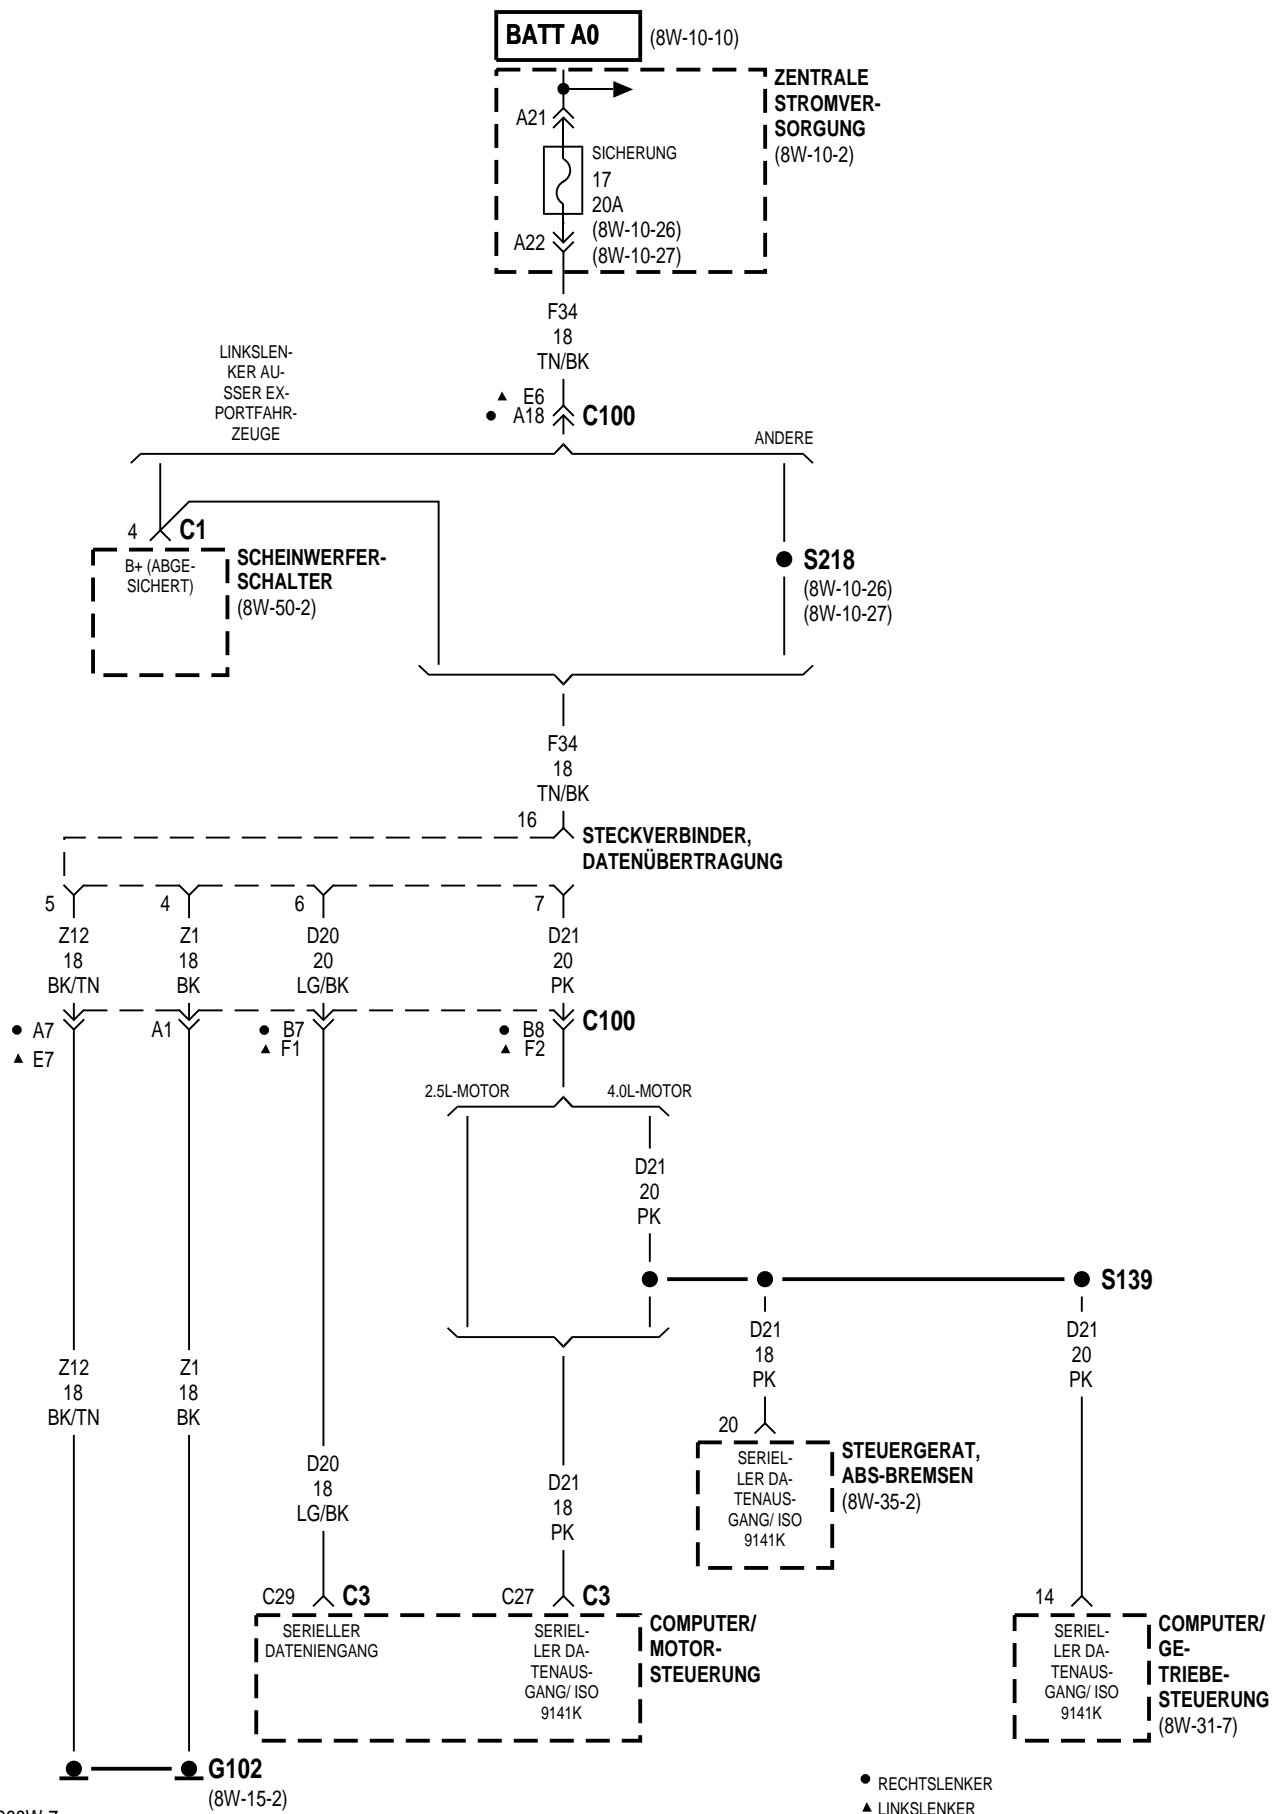 BATT A0
(8W-10-10)
ZENTRALE
STROMVER-
SORGUNG
(8W-10-2)
A21
SICHERUNG
17
20A
(8W-10-26)
(8W-10-27)
A22
F34
18
TN/BK
LINKSLEN-
KER AU-
SSER EX-
PORTFAHR-
ZEUGE
▲ E6
● A18
C100
ANDERE
4
C1
B+ (ABGE-
SICHERT)
SCHEINWERFER-
SCHALTER
(8W-50-2)
S218
(8W-10-26)
(8W-10-27)
F34
18
TN/BK
16
STECKVERBINDER,
DATENÜBERTRAGUNG
5 4 6 7
Z12 Z1 D20 D21
18 18 20 20
BK/TN BK LG/BK PK
● A7 A1 ● B7 ● B8 C100
▲ E7 ▲ F1 ▲ F2
2.5L-MOTOR 4.0L-MOTOR
D21
20
PK
S139
D21
18
PK
D21
20
PK
Z12 Z1
18 18
BK/TN BK
20
SERIEL-
LER DA-
TENAUS-
GANG/ ISO
9141K
STEUERGERAT,
ABS-BREMSEN
(8W-35-2)
D20
18
LG/BK
D21
18
PK
C29 C3
C27 C3
14
SERIELLER
DATENIENGANG
SERIEL-
LER DA-
TENAUS-
GANG/ ISO
9141K
COMPUTER/
MOTOR-
STEUERUNG
SERIEL-
LER DA-
TENAUS-
GANG/ ISO
9141K
COMPUTER/
GE-
TRIEBE-
STEUERUNG
(8W-31-7)
G102
(8W-15-2)
● RECHTSLENKER
▲ LINKSLENKER